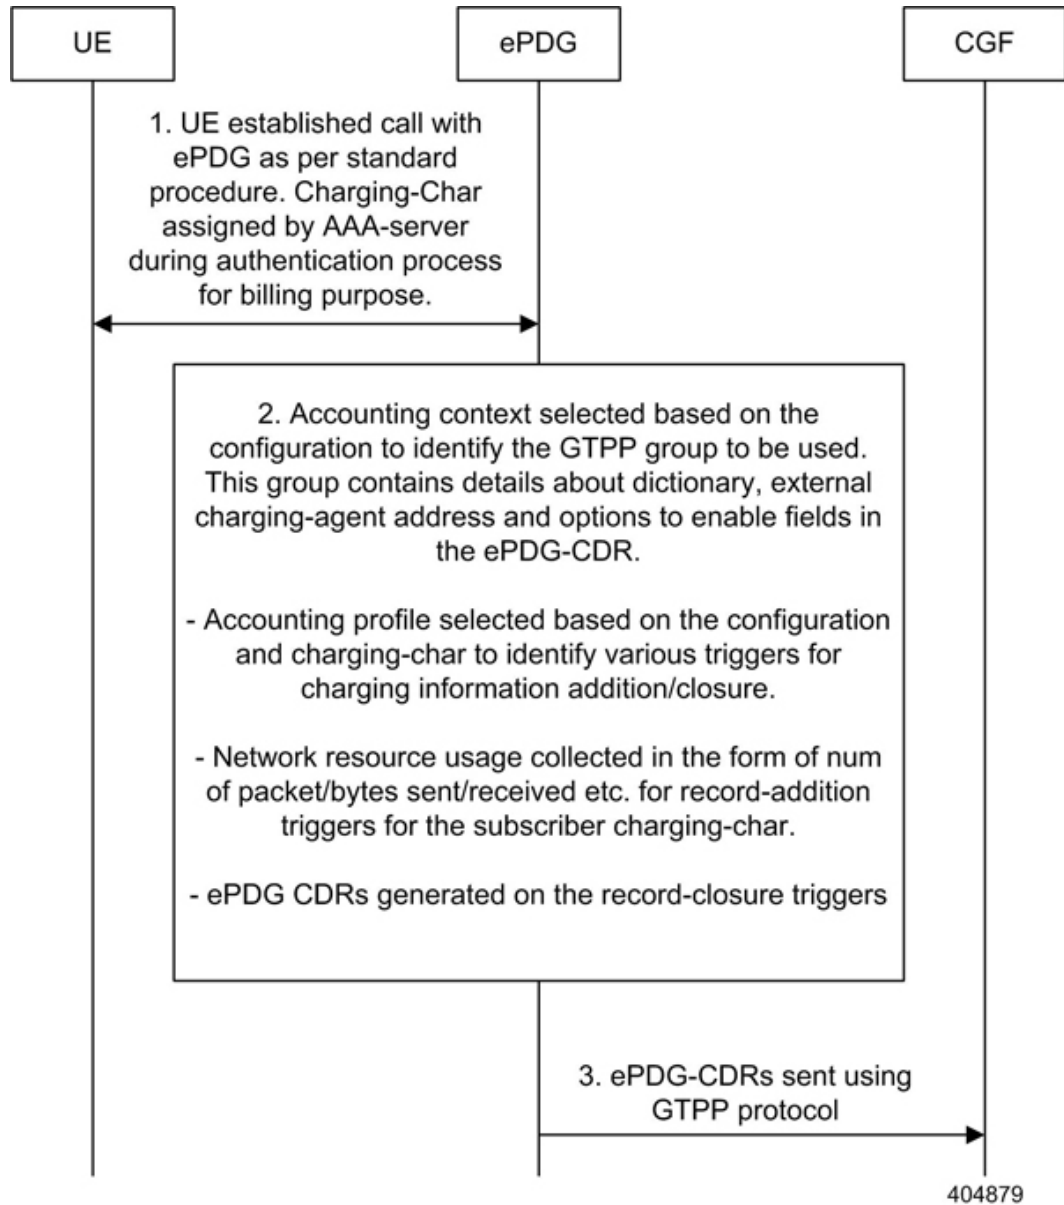 UE
ePDG
CGF
1. UE established call with
ePDG as per standard
procedure. Charging-Char
assigned by AAA-server
during authentication process
for billing purpose.
2. Accounting context selected based on the
configuration to identify the GTPP group to be used.
This group contains details about dictionary, external
charging-agent address and options to enable fields in
the ePDG-CDR.
- Accounting profile selected based on the configuration
and charging-char to identify various triggers for
charging information addition/closure.
- Network resource usage collected in the form of num
of packet/bytes sent/received etc. for record-addition
triggers for the subscriber charging-char.
- ePDG CDRs generated on the record-closure triggers
3. ePDG-CDRs sent using
GTPP protocol
404879